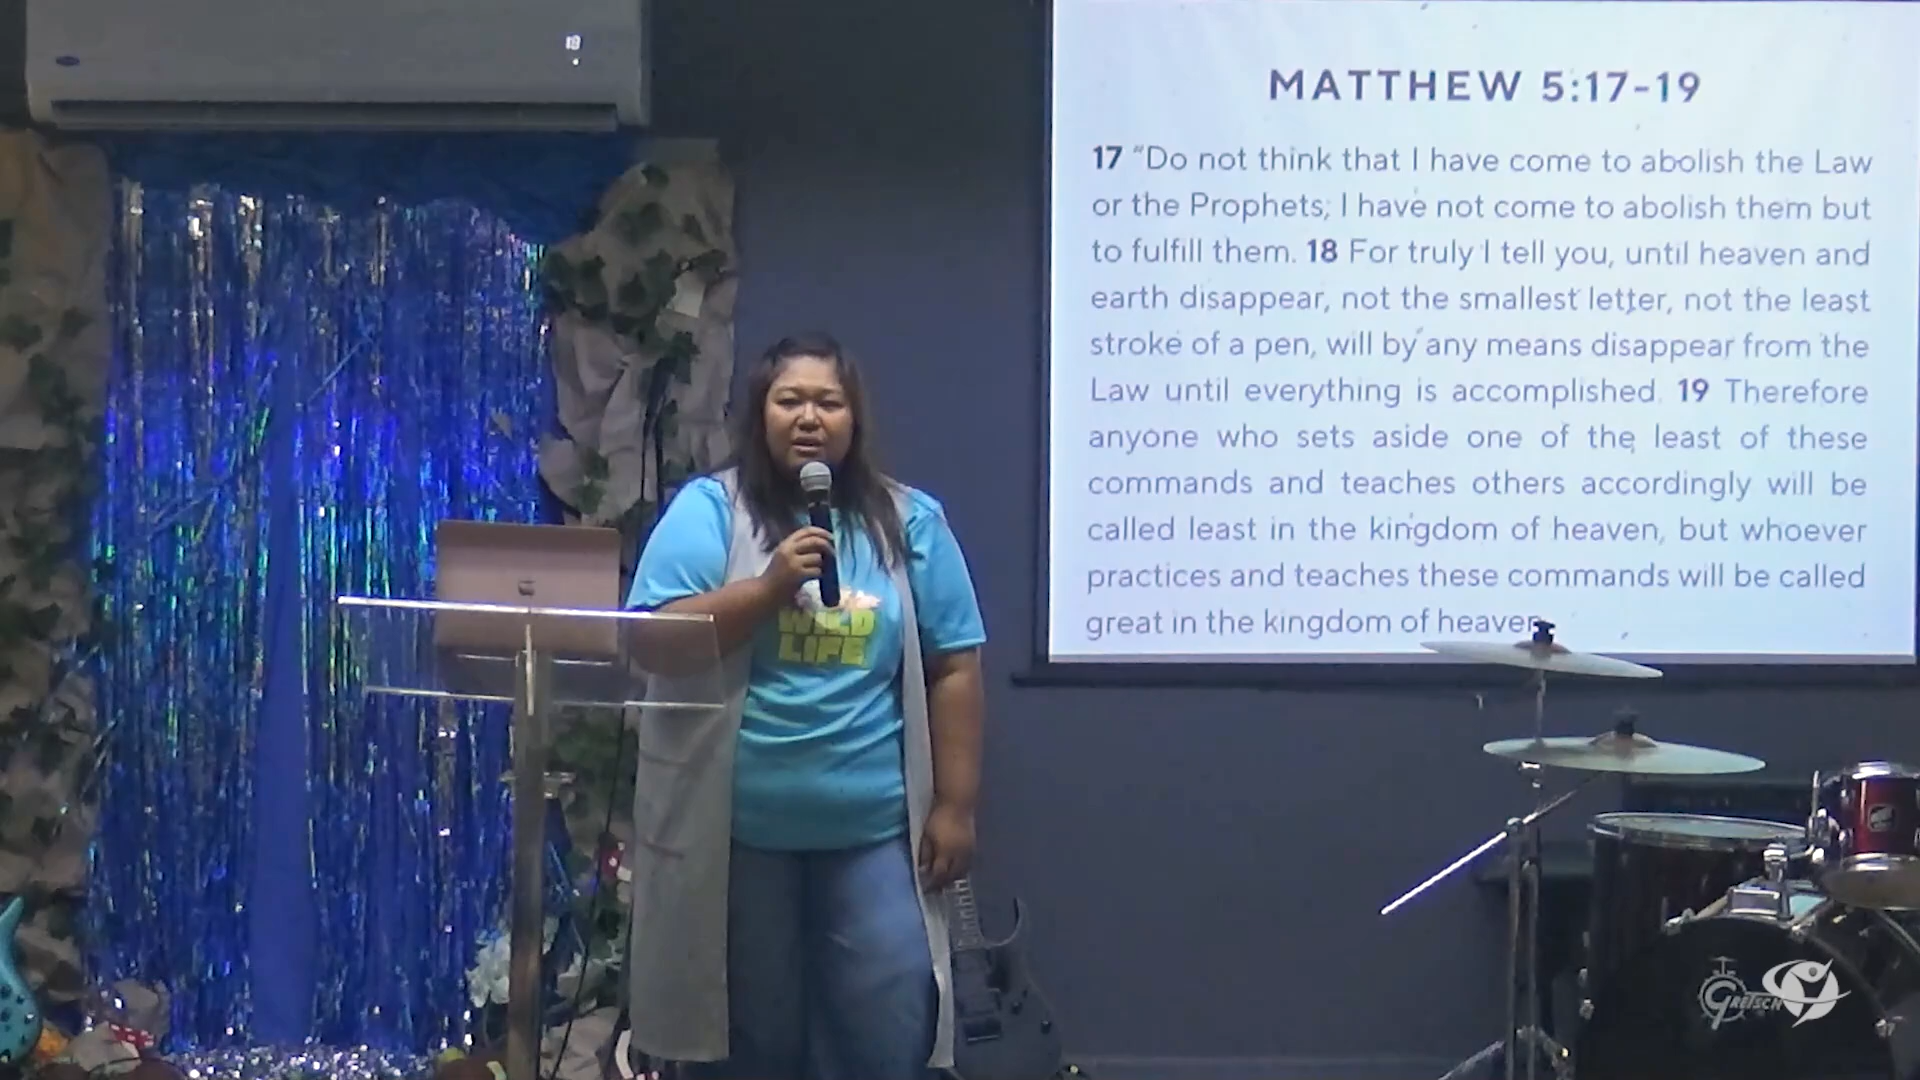 19
MATTHEW 5:17-19
17 “Do not think that I have come to abolish the Law
or the Prophets; I have not come to abolish them but
to fulfill them. 18 For truly I tell you, until heaven and
earth disappear, not the smallest letter, not the least
stroke of a pen, will by any means disappear from the
Law until everything is accomplished. 19 Therefore
anyone who sets aside one of the least of these
commands and teaches others accordingly will be
called least in the kingdom of heaven, but whoever
practices and teaches these commands will be called
great in the kingdom of heaven
WILD
LIFE
GRETSCH